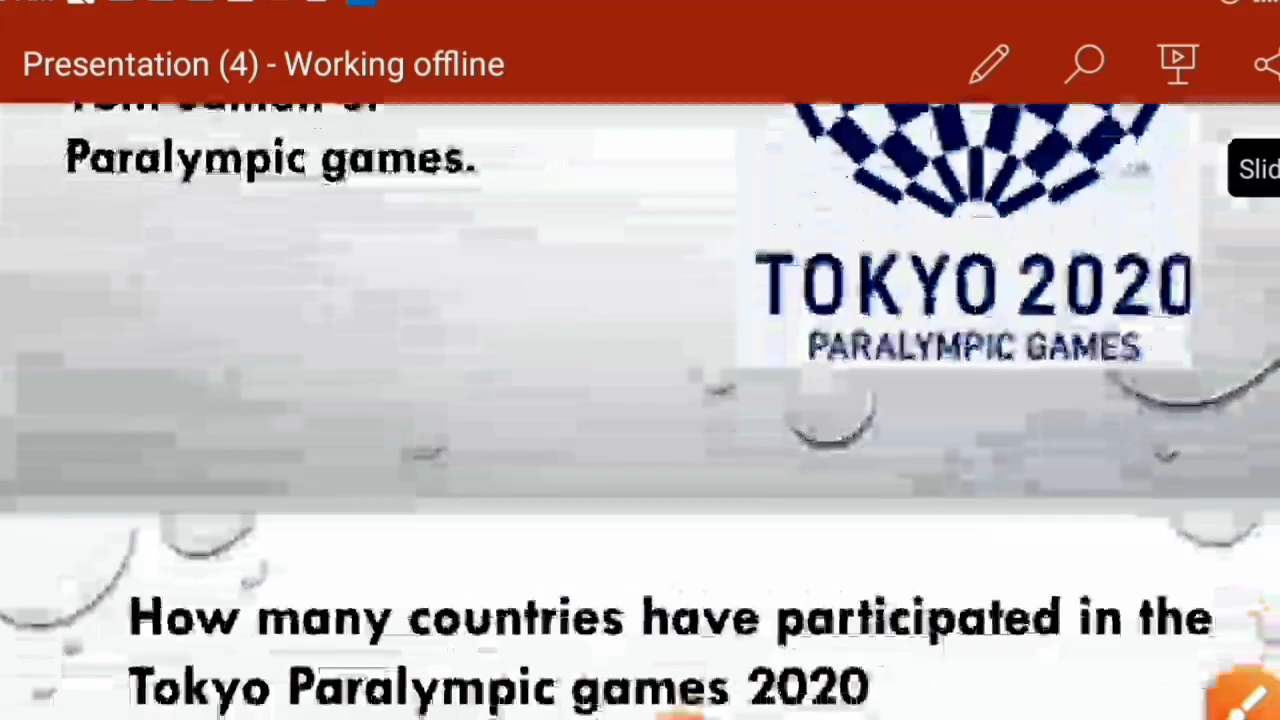 Presentation (4) - Working offline
Paralympic games.
Slid
TOKYO 2020
PARALYMPIC GAMES
How many countries have participated in the
Tokyo Paralympic games 2020